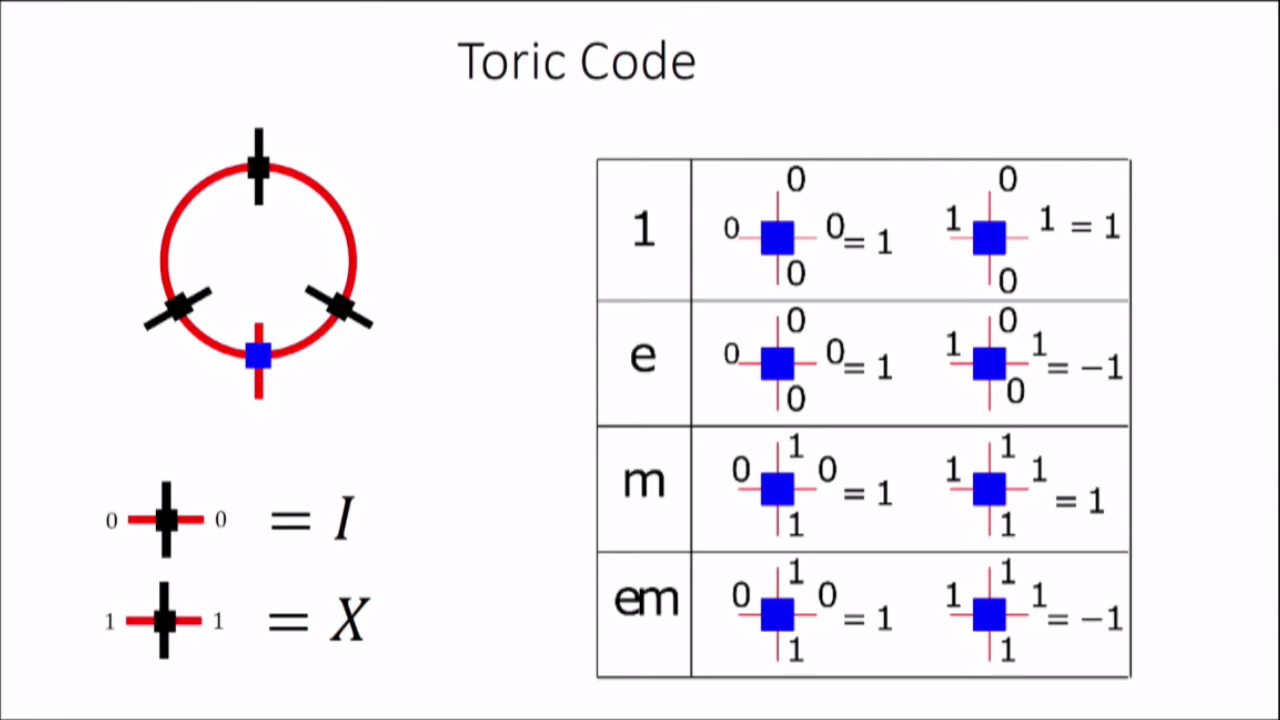 Toric Code
0 0 = I
1 1 = X
1 0 0 0 0 = 1 0 1 1 0 = 1
e 0 0 0 0 = 1 0 1 1 0 = −1
m 1 0 0 1 = 1 1 1 1 1 = 1
em 1 0 0 1 = 1 1 1 1 1 = −1